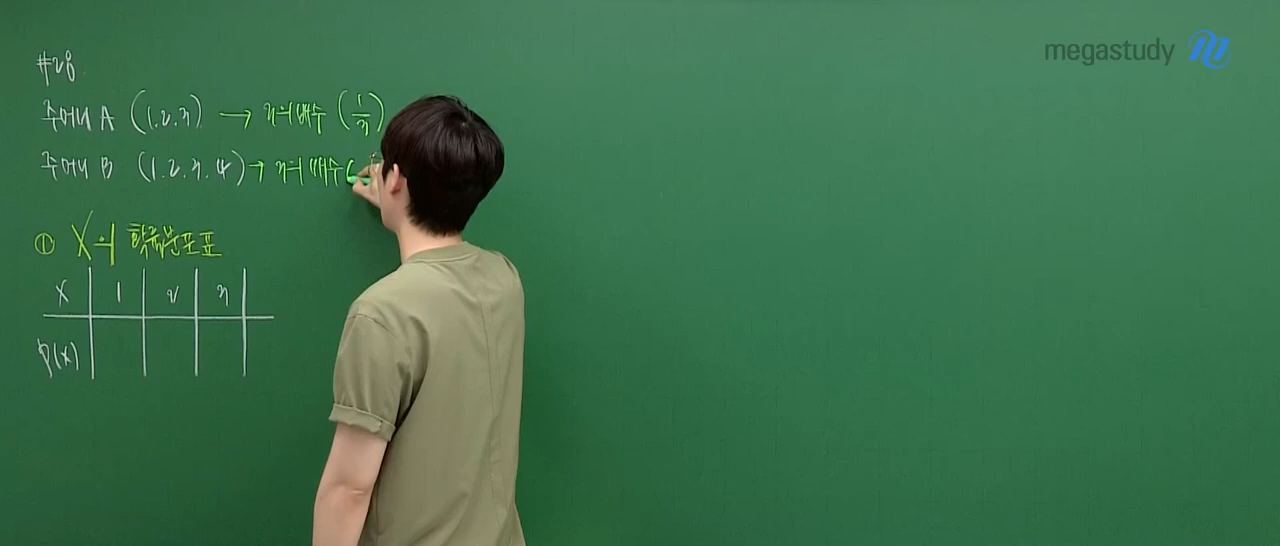 megastudy
#28.
주머니 A (1.2.3) → 3의 배수 (1/3)
주머니 B (1.2.3.4) → 3의 배수 (
① X의 확률분포표
X 1 2 3
P(X)